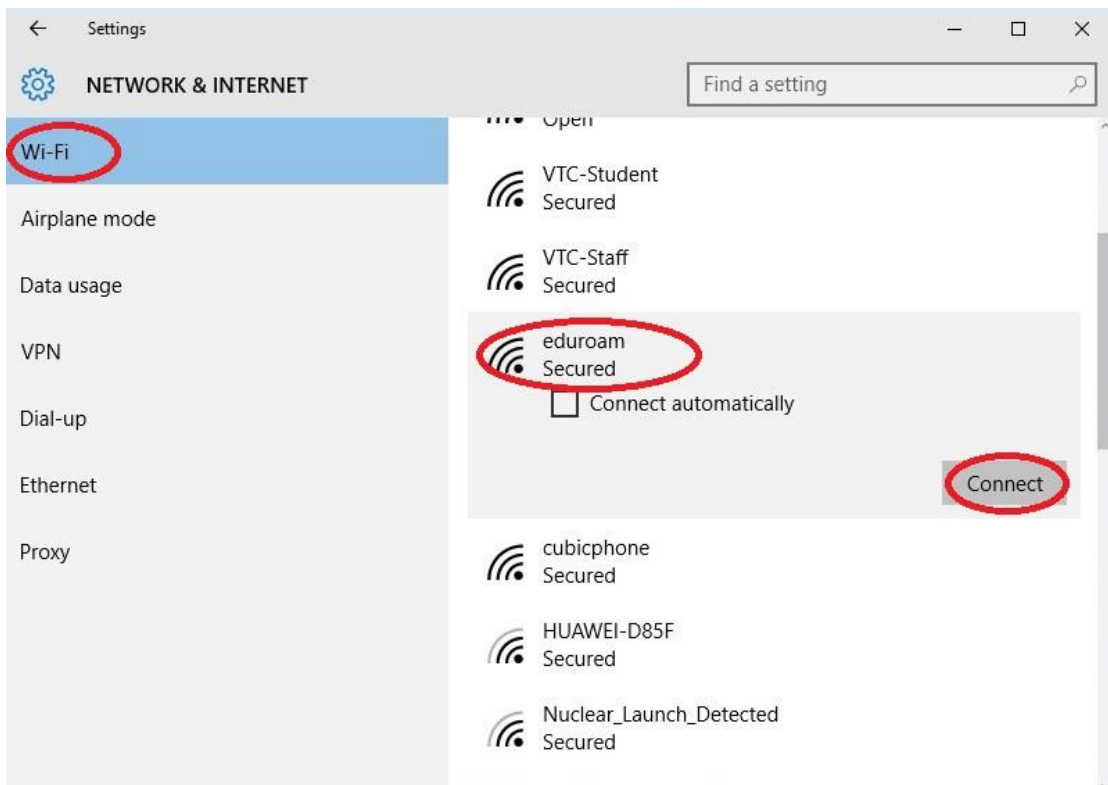 Settings
NETWORK & INTERNET
Find a setting
Wi-Fi
Airplane mode
Data usage
VPN
Dial-up
Ethernet
Proxy
Open
VTC-Student
Secured
VTC-Staff
Secured
eduroam
Secured
Connect automatically
Connect
cubicphone
Secured
HUAWEI-D85F
Secured
Nuclear_Launch_Detected
Secured